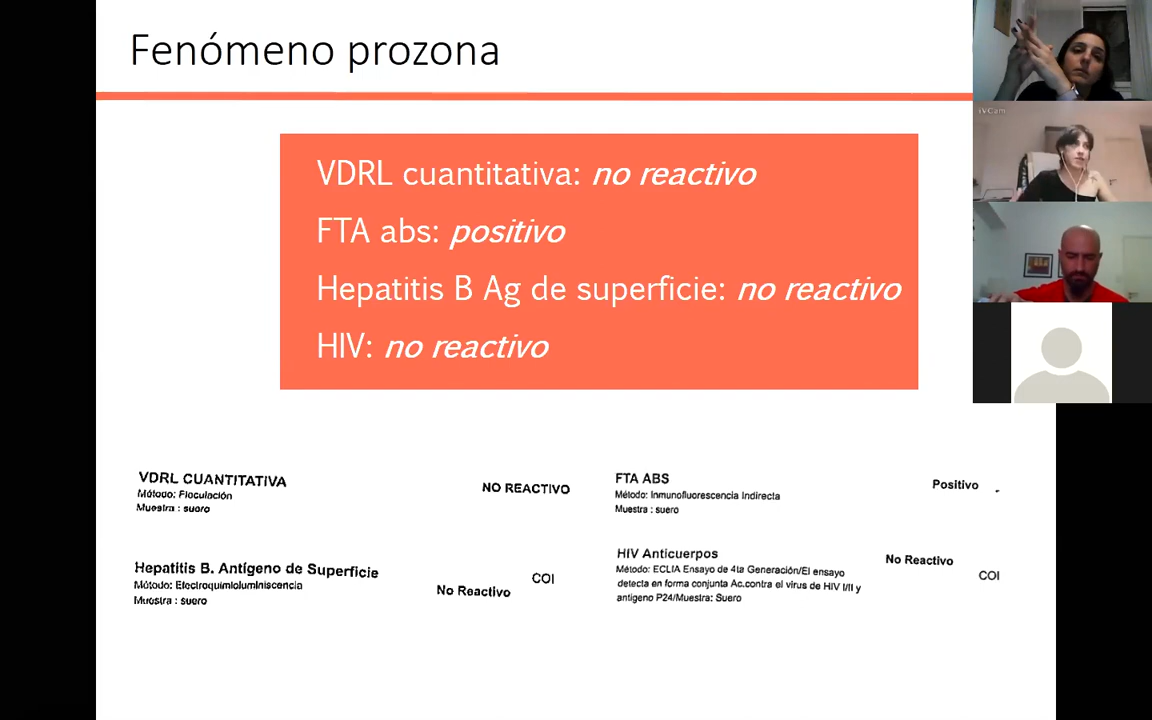 Fenómeno prozona
iVCam
VDRL cuantitativa: no reactivo
FTA abs: positivo
Hepatitis B Ag de superficie: no reactivo
HIV: no reactivo
VDRL CUANTITATIVA
Método: Floculación
Muestra : suero
NO REACTIVO
FTA ABS
Método: Inmunofluorescencia Indirecta
Muestra : suero
Positivo
Hepatitis B. Antígeno de Superficie
Método: Electroquimioluminiscencia
Muestra : suero
No Reactivo
COI
HIV Anticuerpos
Método: ECLIA Ensayo de 4ta Generación/El ensayo
detecta en forma conjunta Ac.contra el virus de HIV I/II y
antígeno P24/Muestra: Suero
No Reactivo
COI